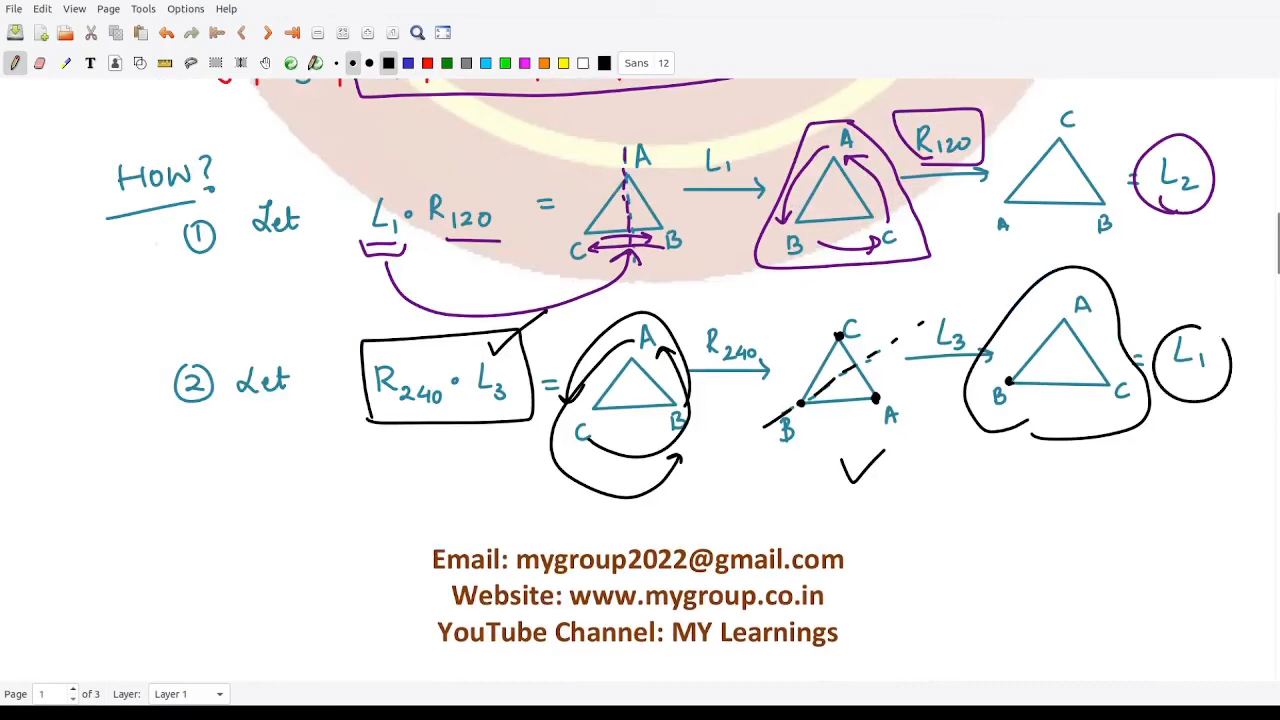 File Edit View Page Tools Options Help
Sans 12
How?
① Let L₁ • R₁₂₀ = A C B L₁ A B C R₁₂₀ C A B = L₂
② Let R₂₄₀ • L₃ = A C B R₂₄₀ C B A L₃ A B C = L₁
Email: mygroup2022@gmail.com
Website: www.mygroup.co.in
YouTube Channel: MY Learnings
Page 1 of 3 Layer: Layer 1